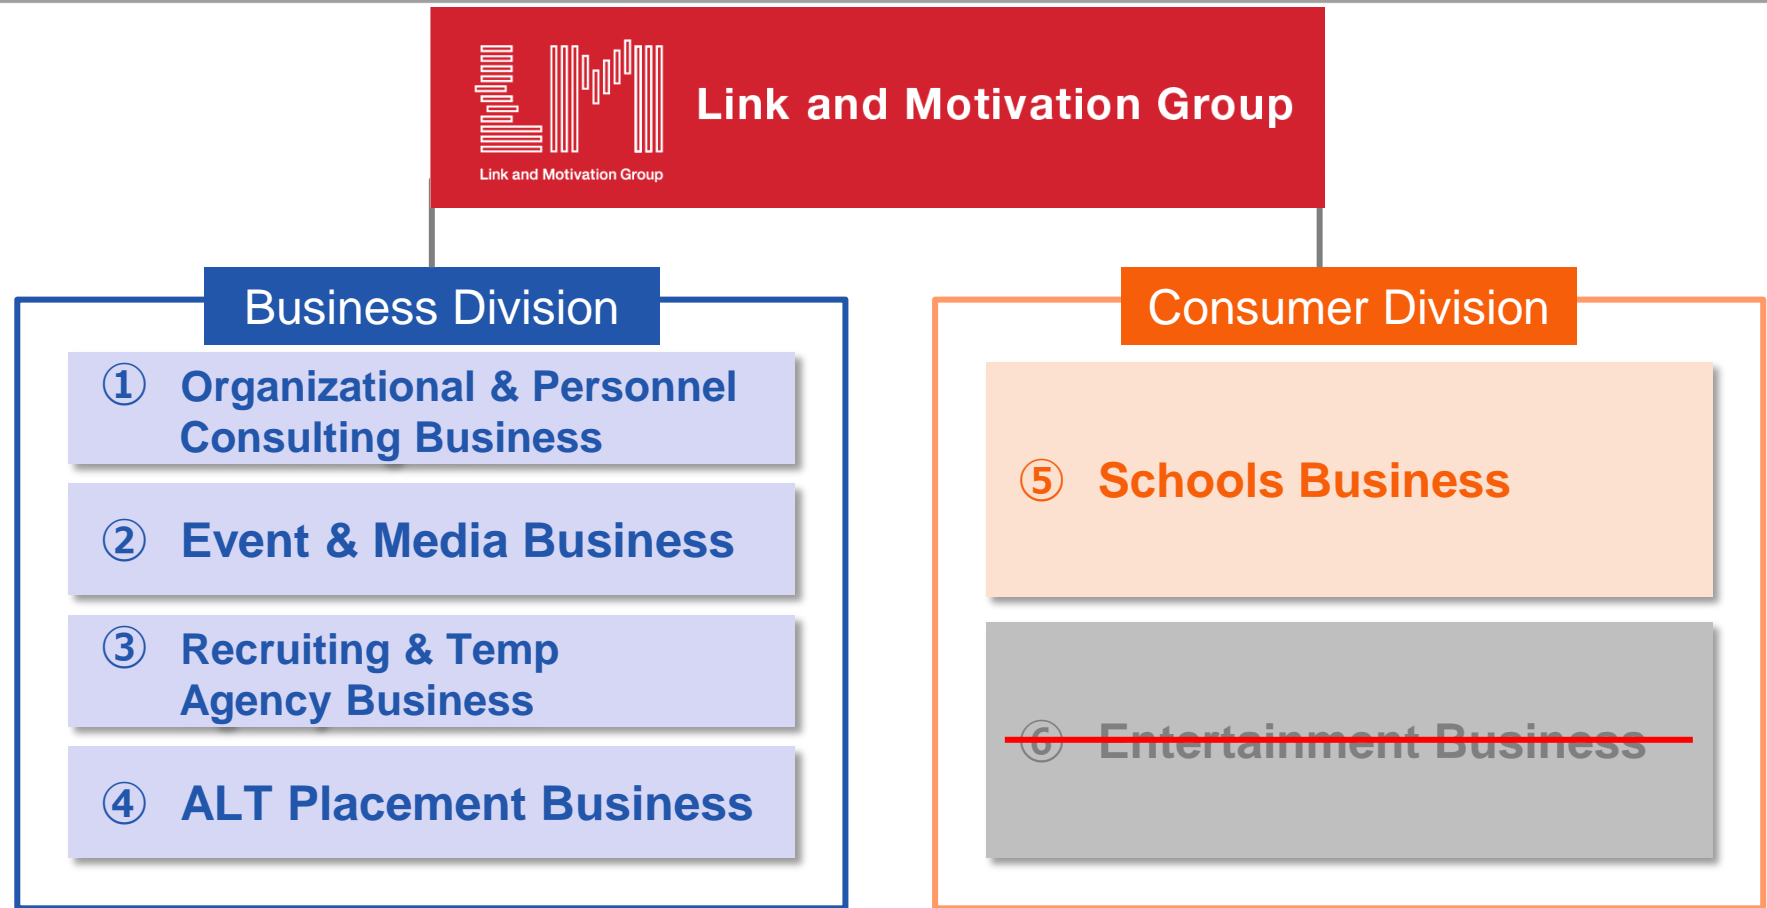 Link and Motivation Group
Link and Motivation Group
Business Division
① Organizational & Personnel
Consulting Business
② Event & Media Business
③ Recruiting & Temp
Agency Business
④ ALT Placement Business
Consumer Division
⑤ Schools Business
⑥ Entertainment Business